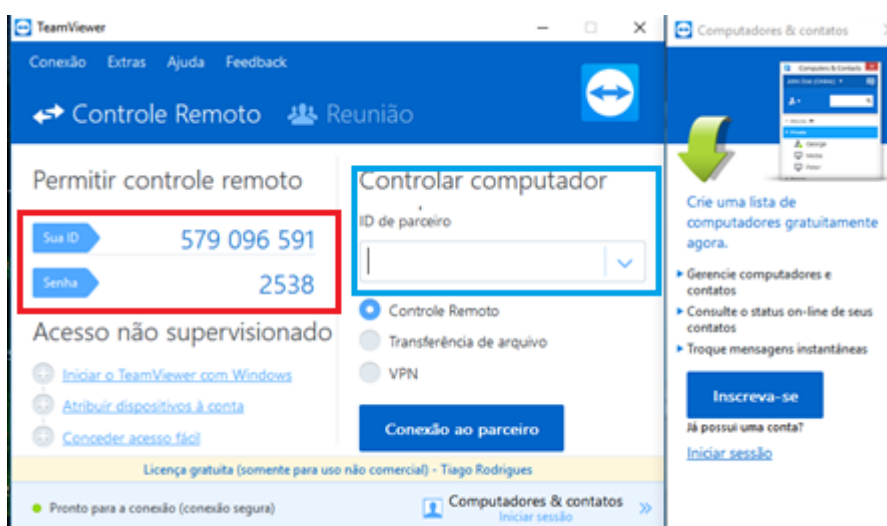 TeamViewer
Conexão Extras Ajuda Feedback
Controle Remoto Reunião
Permitir controle remoto
Sua ID 579 096 591
Senha 2538
Acesso não supervisionado
Iniciar o TeamViewer com Windows
Atribuir dispositivos à conta
Conceder acesso fácil
Controlar computador
ID de parceiro
Controle Remoto
Transferência de arquivo
VPN
Conexão ao parceiro
Licença gratuita (somente para uso não comercial) - Tiago Rodrigues
Pronto para a conexão (conexão segura)
Computadores & contatos
Iniciar sessão
Computadores & contatos
Computers & Contacts
George
Crie uma lista de
computadores gratuitamente
agora.
Gerencie computadores e
contatos
Consulte o status on-line de seus
contatos
Troque mensagens instantâneas
Inscreva-se
Já possui uma conta?
Iniciar sessão